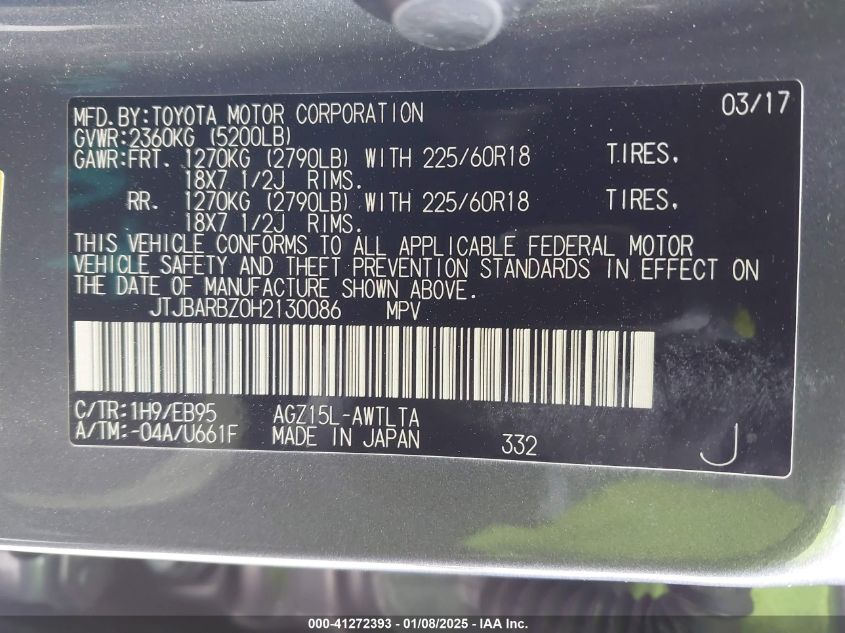 MFD.BY:TOYOTA MOTOR CORPORATION 03/17
GVWR:2360KG (5200LB)
GAWR:FRT. 1270KG (2790LB) WITH 225/60R18 TIRES.
18X7 1/2J RIMS.
RR. 1270KG (2790LB) WITH 225/60R18 TIRES.
18X7 1/2J RIMS.
THIS VEHICLE CONFORMS TO ALL APPLICABLE FEDERAL MOTOR
VEHICLE SAFETY AND THEFT PREVENTION STANDARDS IN EFFECT ON
THE DATE OF MANUFACTURE SHOWN ABOVE.
JTJBARBZ0H2130086 MPV
C/TR:1H9/EB95 AGZ15L-AWTLTA
A/TM:-04A/U661F MADE IN JAPAN 332 J
000-41272393 - 01/08/2025 - IAA Inc.